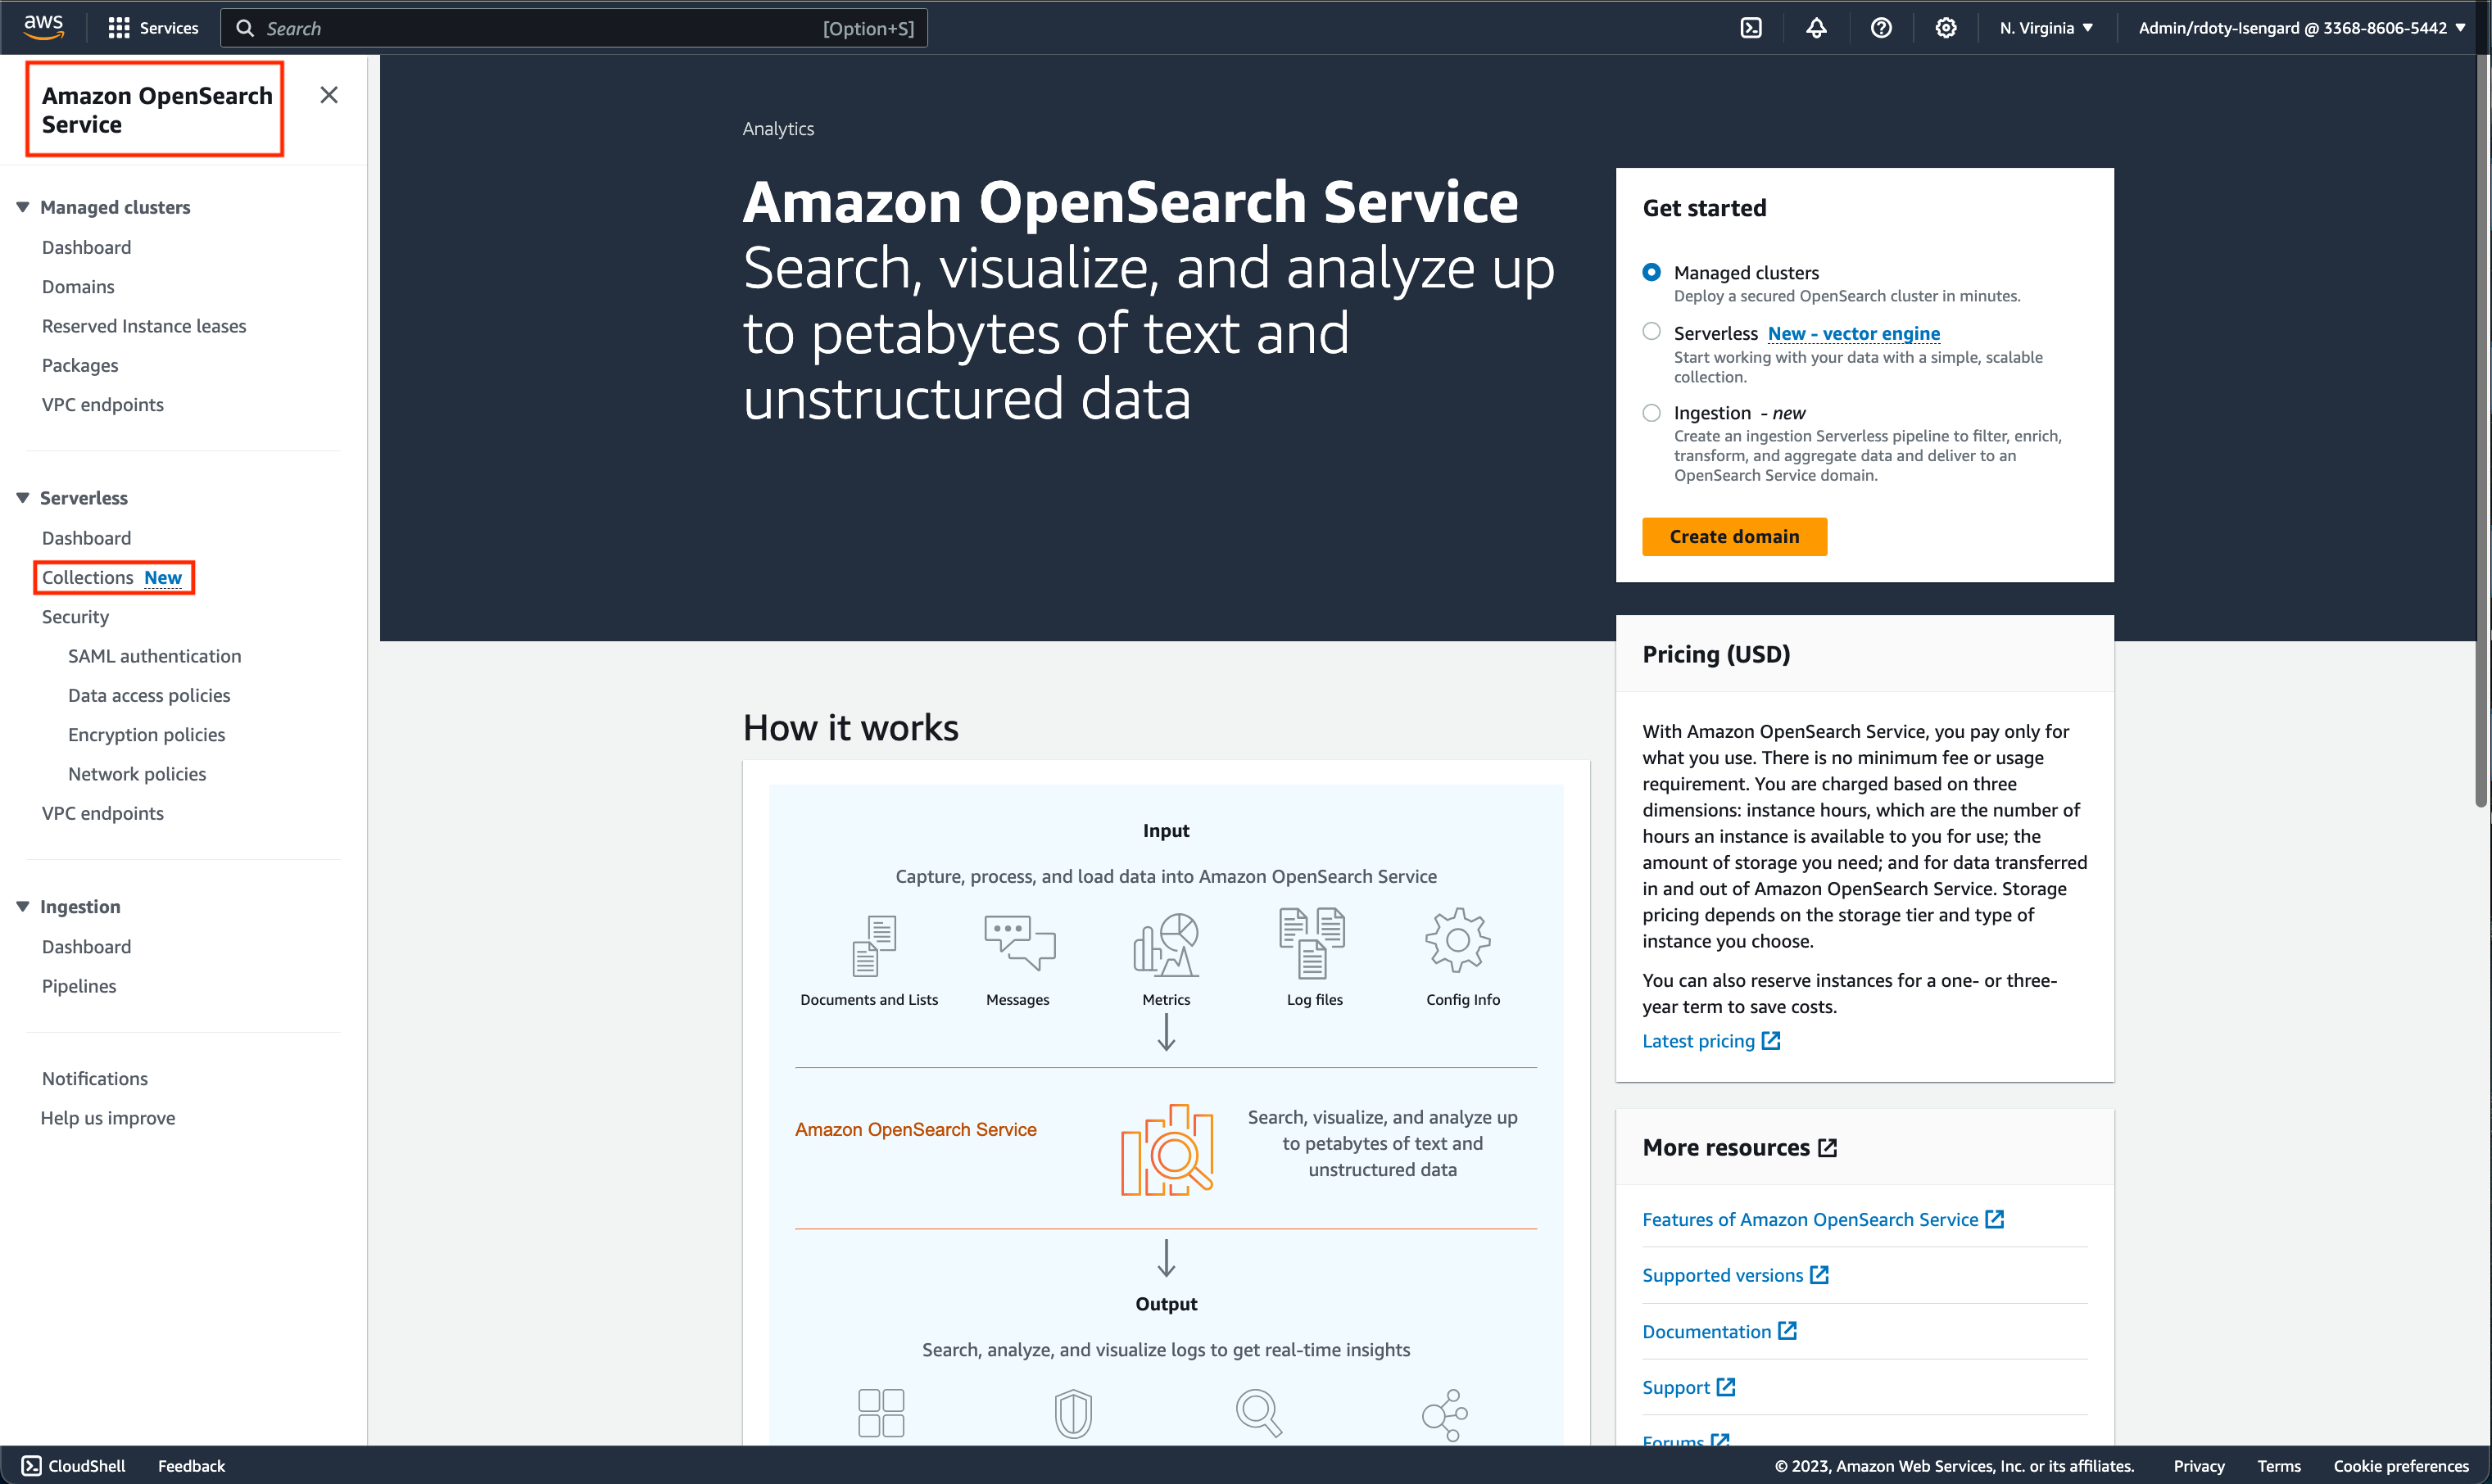 aws
Services
Search
[Option+S]
N. Virginia
Admin/rdoty-Isengard @ 3368-8606-5442
Amazon OpenSearch
Service
Managed clusters
Dashboard
Domains
Reserved Instance leases
Packages
VPC endpoints
Serverless
Dashboard
Collections New
Security
SAML authentication
Data access policies
Encryption policies
Network policies
VPC endpoints
Ingestion
Dashboard
Pipelines
Notifications
Help us improve
Analytics
Amazon OpenSearch Service
Search, visualize, and analyze up
to petabytes of text and
unstructured data
Get started
Managed clusters
Deploy a secured OpenSearch cluster in minutes.
Serverless New - vector engine
Start working with your data with a simple, scalable
collection.
Ingestion - new
Create an ingestion Serverless pipeline to filter, enrich,
transform, and aggregate data and deliver to an
OpenSearch Service domain.
Create domain
How it works
Input
Capture, process, and load data into Amazon OpenSearch Service
Documents and Lists
Messages
Metrics
Log files
Config Info
Amazon OpenSearch Service
Search, visualize, and analyze up
to petabytes of text and
unstructured data
Output
Search, analyze, and visualize logs to get real-time insights
Pricing (USD)
With Amazon OpenSearch Service, you pay only for
what you use. There is no minimum fee or usage
requirement. You are charged based on three
dimensions: instance hours, which are the number of
hours an instance is available to you for use; the
amount of storage you need; and for data transferred
in and out of Amazon OpenSearch Service. Storage
pricing depends on the storage tier and type of
instance you choose.
You can also reserve instances for a one- or three-
year term to save costs.
Latest pricing
More resources
Features of Amazon OpenSearch Service
Supported versions
Documentation
Support
Forums
CloudShell
Feedback
© 2023, Amazon Web Services, Inc. or its affiliates.
Privacy
Terms
Cookie preferences